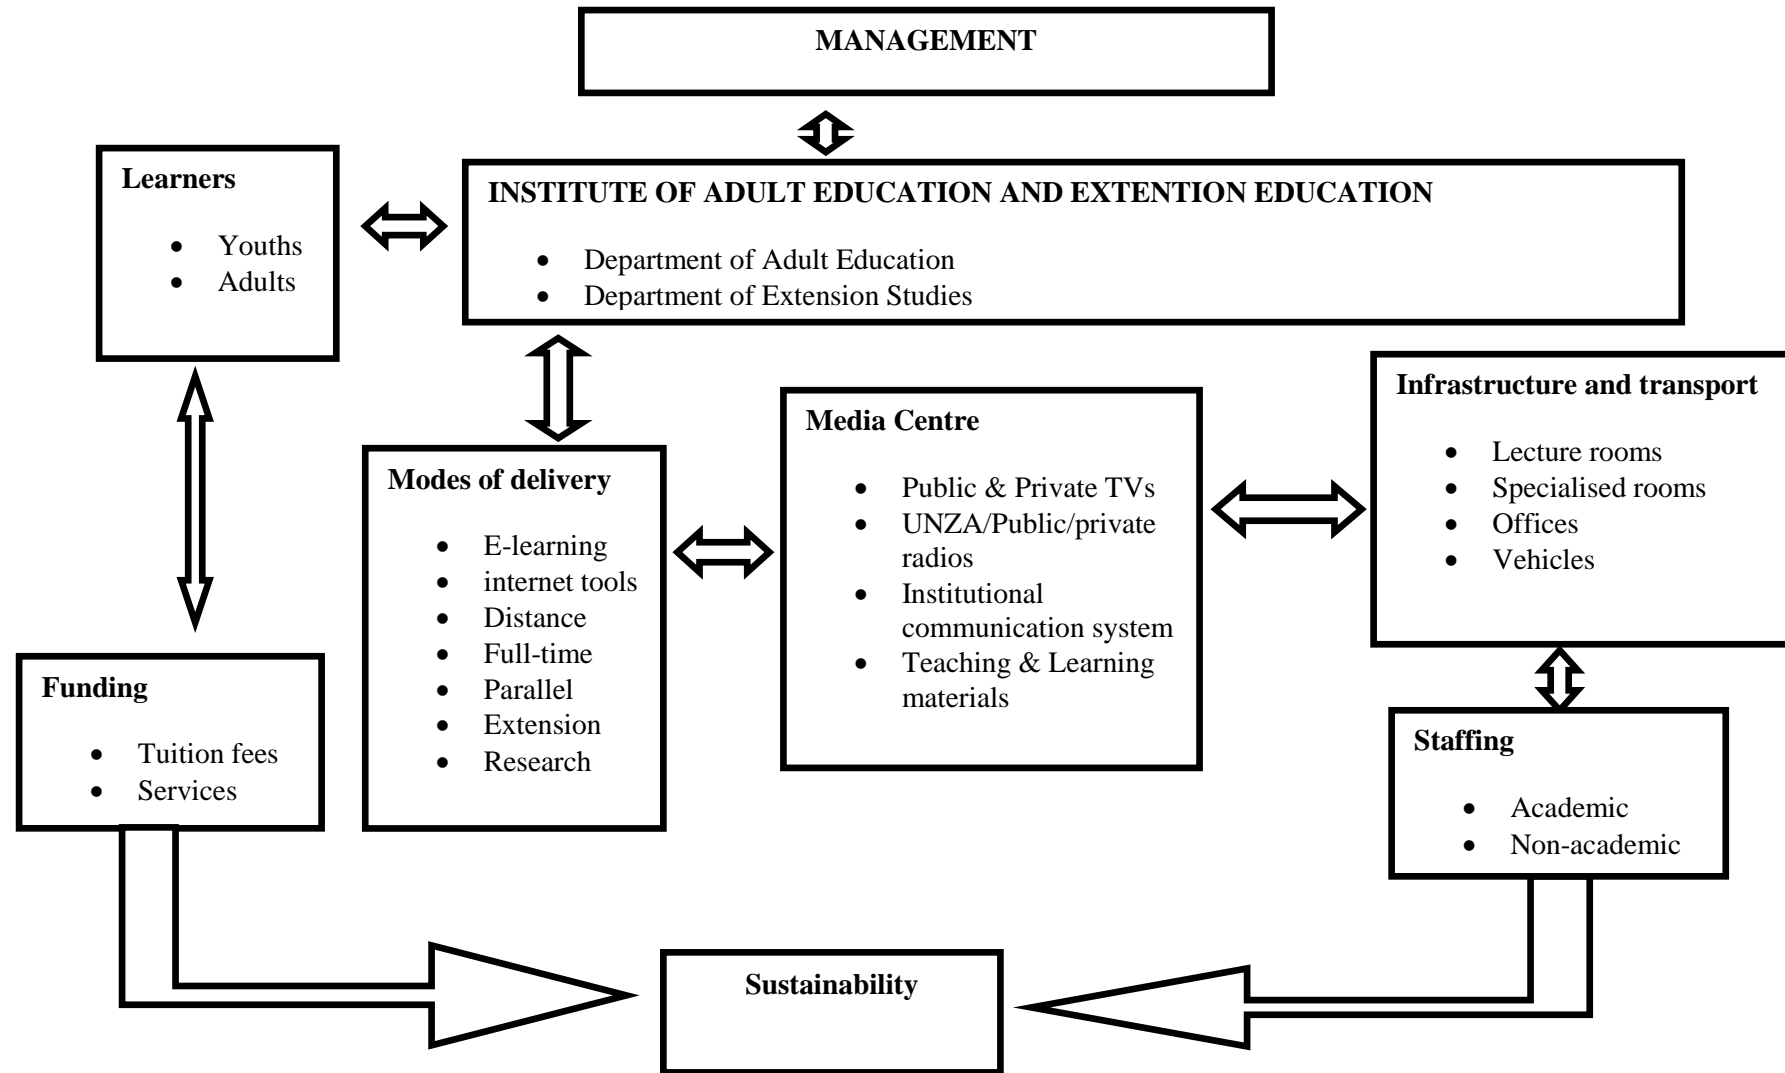 MANAGEMENT
Learners
• Youths
• Adults
INSTITUTE OF ADULT EDUCATION AND EXTENTION EDUCATION
• Department of Adult Education
• Department of Extension Studies
Infrastructure and transport
• Lecture rooms
• Specialised rooms
• Offices
• Vehicles
Media Centre
• Public & Private TVs
• UNZA/Public/private
radios
• Institutional
communication system
• Teaching & Learning
materials
Modes of delivery
• E-learning
• internet tools
• Distance
• Full-time
• Parallel
• Extension
• Research
Funding
• Tuition fees
• Services
Staffing
• Academic
• Non-academic
Sustainability